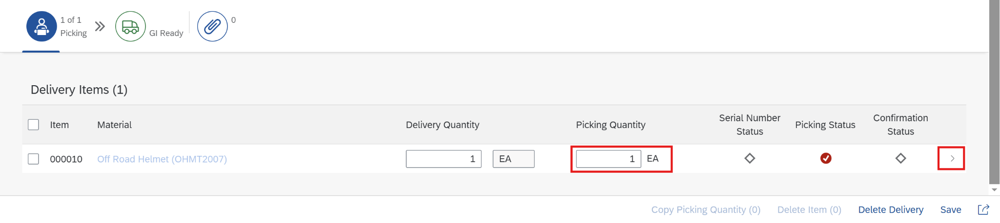 1 of 1
Picking
GI Ready
0
Delivery Items (1)
Item Material Delivery Quantity Picking Quantity Serial Number Status Picking Status Confirmation Status
000010 Off Road Helmet (OHMT2007) 1 EA 1 EA
Copy Picking Quantity (0) Delete Item (0) Delete Delivery Save